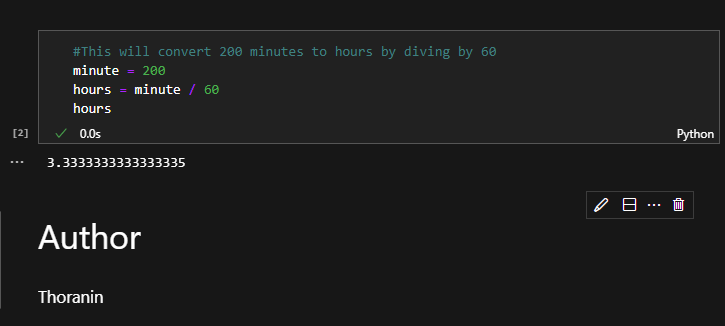 #This will convert 200 minutes to hours by diving by 60
minute = 200
hours = minute / 60
hours
[2]
0.0s
Python
... 3.3333333333333335
...
Author
Thoranin